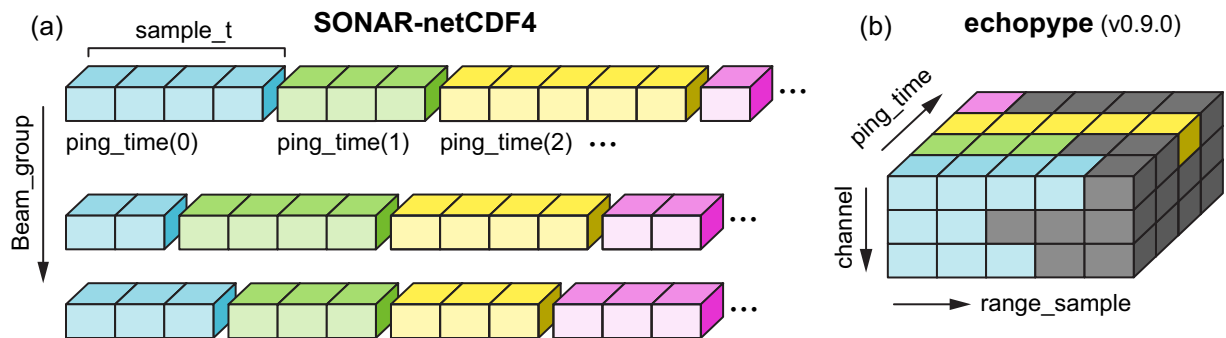 (a)
SONAR-netCDF4
sample_t
...
ping_time(0)
ping_time(1)
ping_time(2)
...
Beam_group
...
...
(b)
echopype (v0.9.0)
ping_time
channel
range_sample